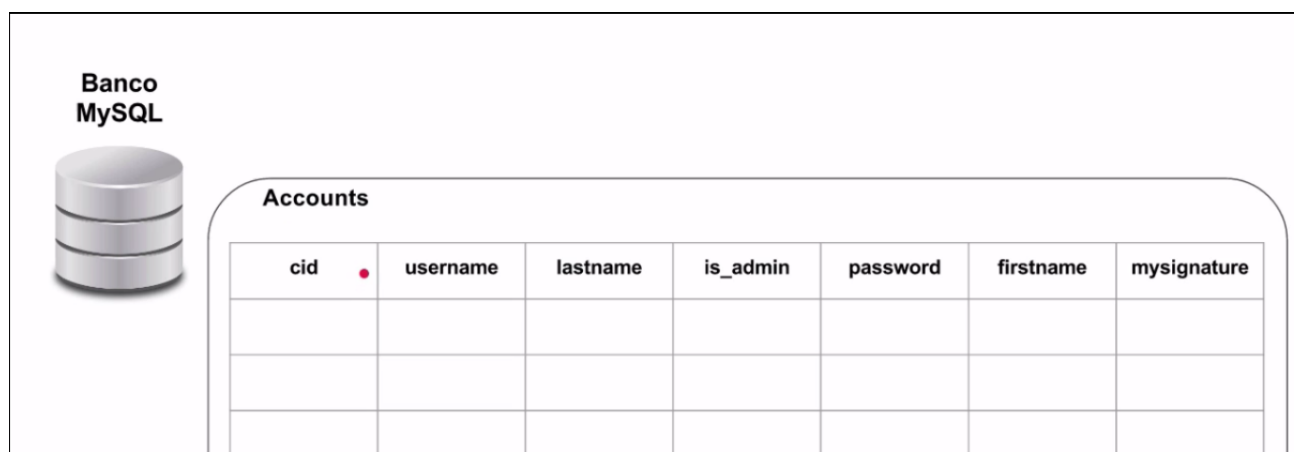 Banco
MySQL
Accounts
cid username lastname is_admin password firstname mysignature